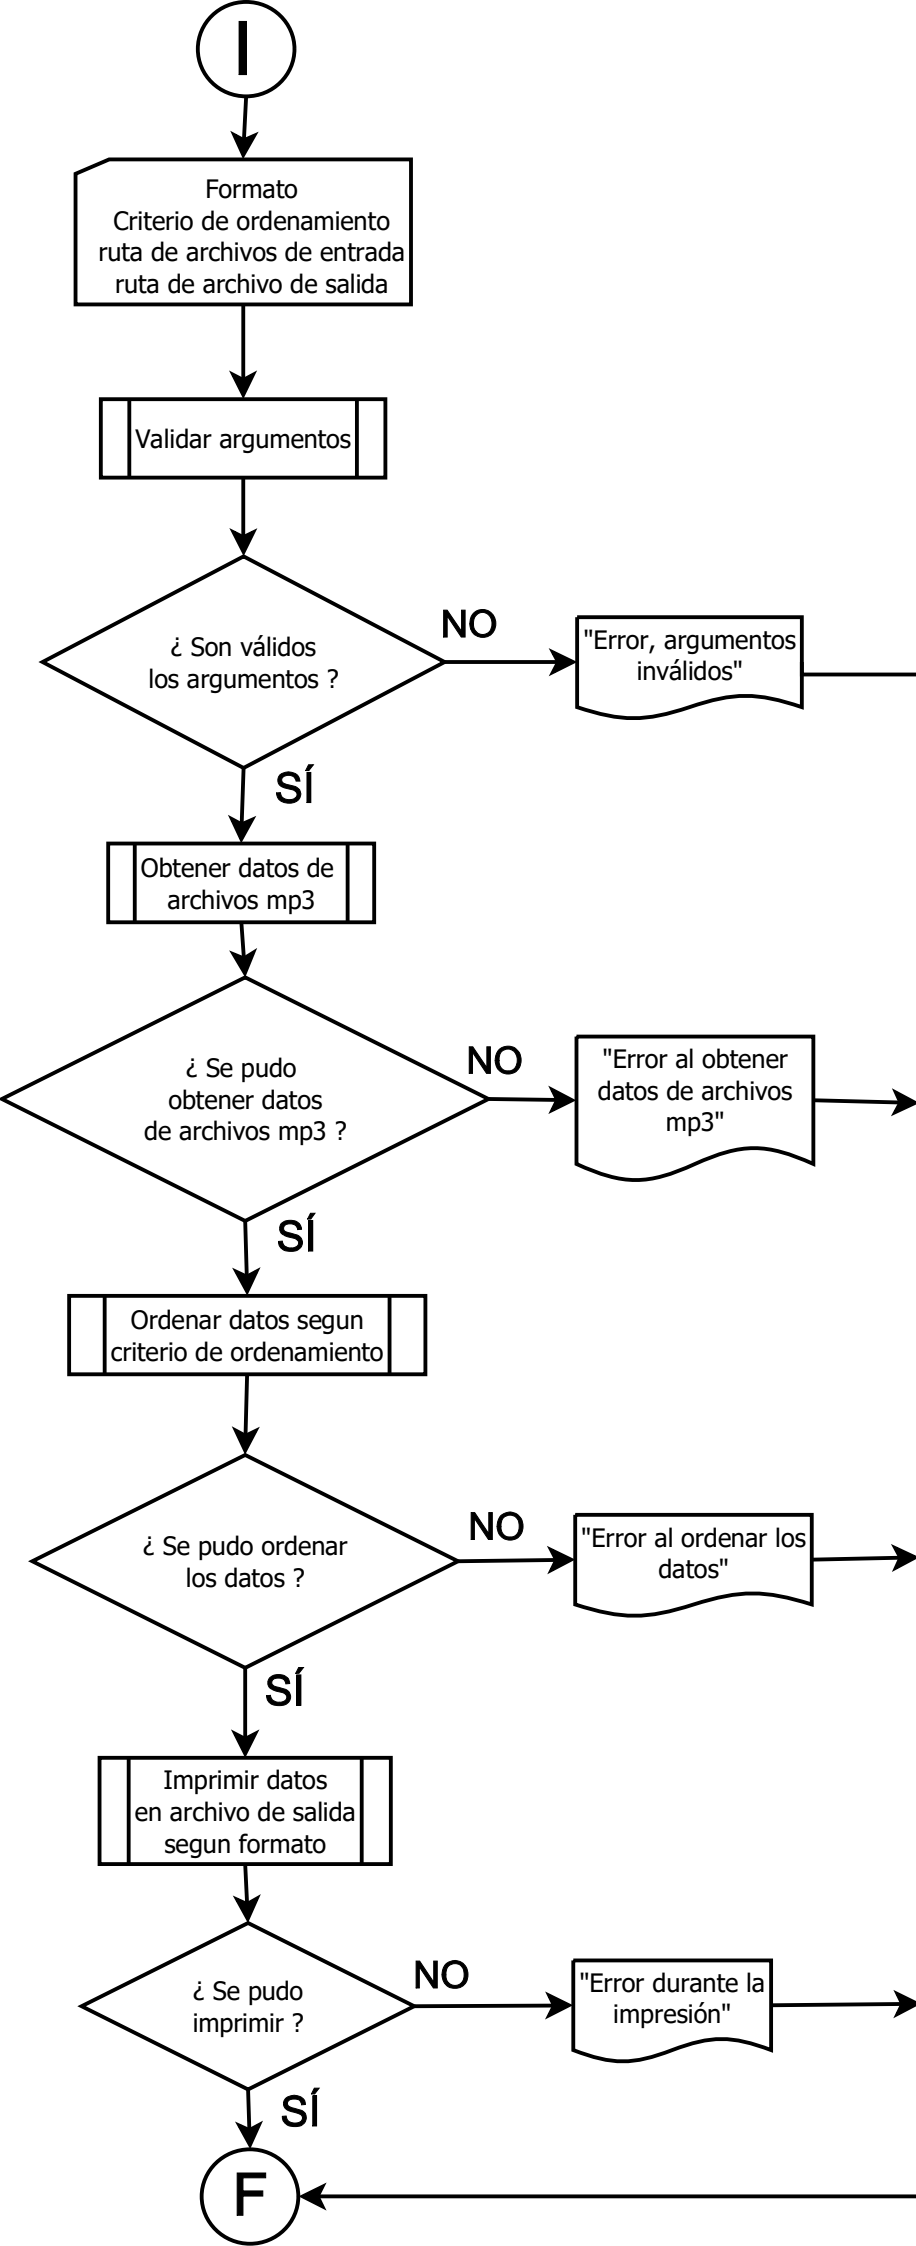 I
Formato
Criterio de ordenamiento
ruta de archivos de entrada
ruta de archivo de salida
Validar argumentos
¿ Son válidos
los argumentos ?
NO
"Error, argumentos
inválidos"
SÍ
Obtener datos de
archivos mp3
¿ Se pudo
obtener datos
de archivos mp3 ?
NO
"Error al obtener
datos de archivos
mp3"
SÍ
Ordenar datos segun
criterio de ordenamiento
¿ Se pudo ordenar
los datos ?
NO
"Error al ordenar los
datos"
SÍ
Imprimir datos
en archivo de salida
segun formato
¿ Se pudo
imprimir ?
NO
"Error durante la
impresión"
SÍ
F